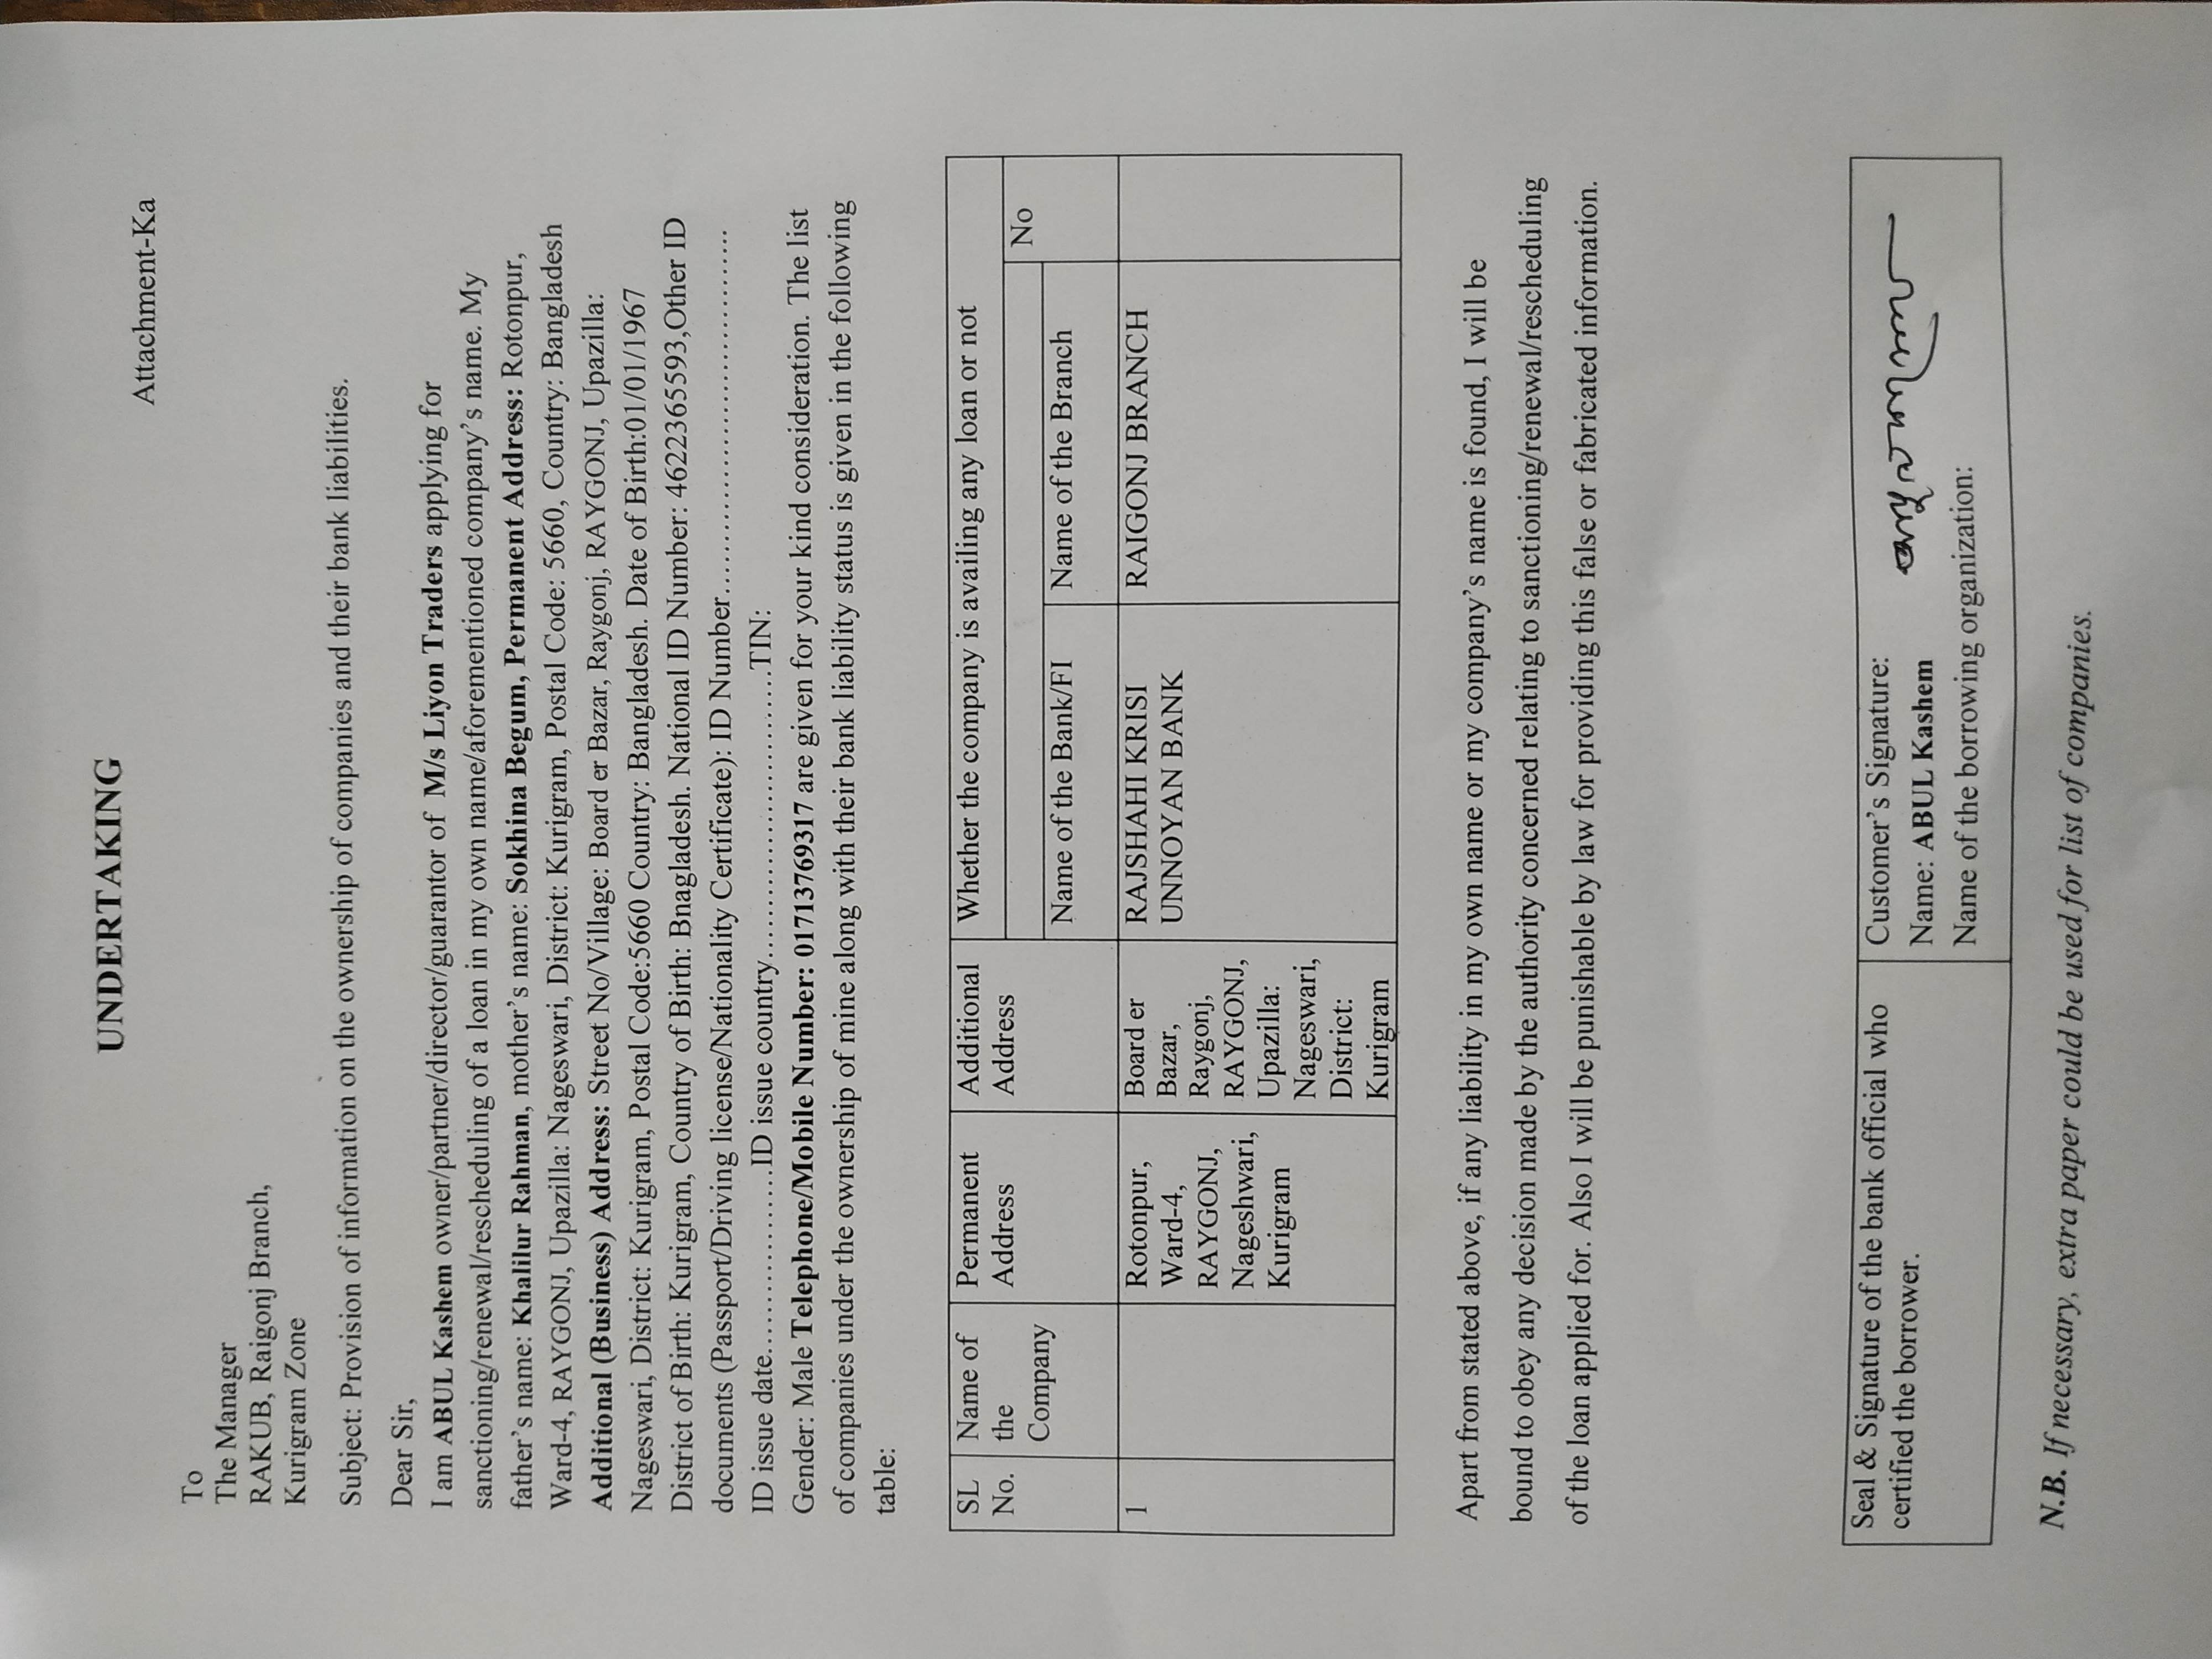 UNDERTAKING
Attachment-Ka
To
The Manager
RAKUB, Raigonj Branch,
Kurigram Zone
Subject: Provision of information on the ownership of companies and their bank liabilities.
Dear Sir,
I am ABUL Kashem owner/partner/director/guarantor of M/s Liyon Traders applying for
sanctioning/renewal/rescheduling of a loan in my own name/aforementioned company's name. My
father's name: Khalilur Rahman, mother's name: Sokhina Begum, Permanent Address: Rotonpur,
Ward-4, RAYGONJ, Upazilla: Nageswari, District: Kurigram, Postal Code: 5660, Country: Bangladesh
Additional (Business) Address: Street No/Village: Board er Bazar, Raygonj, RAYGONJ, Upazilla:
Nageswari, District: Kurigram, Postal Code:5660 Country: Bangladesh. Date of Birth:01/01/1967
District of Birth: Kurigram, Country of Birth: Bnagladesh. National ID Number: 4622365593,Other ID
documents (Passport/Driving license/Nationality Certificate): ID Number......................................
ID issue date...................ID issue country.............................TIN:
Gender: Male Telephone/Mobile Number: 01713769317 are given for your kind consideration. The list
of companies under the ownership of mine along with their bank liability status is given in the following
table:
SL No.
Name of the Company
Permanent Address
Additional Address
Whether the company is availing any loan or not
No
Name of the Bank/FI
Name of the Branch
1
Rotonpur,
Ward-4,
RAYGONJ,
Nageshwari,
Kurigram
Board er
Bazar,
Raygonj,
RAYGONJ,
Upazilla:
Nageswari,
District:
Kurigram
RAJSHAHI KRISI
UNNOYAN BANK
RAIGONJ BRANCH
Apart from stated above, if any liability in my own name or my company's name is found, I will be
bound to obey any decision made by the authority concerned relating to sanctioning/renewal/rescheduling
of the loan applied for. Also I will be punishable by law for providing this false or fabricated information.
Seal & Signature of the bank official who
certified the borrower.
Customer's Signature:
Name: ABUL Kashem
Name of the borrowing organization:
N.B. If necessary, extra paper could be used for list of companies.